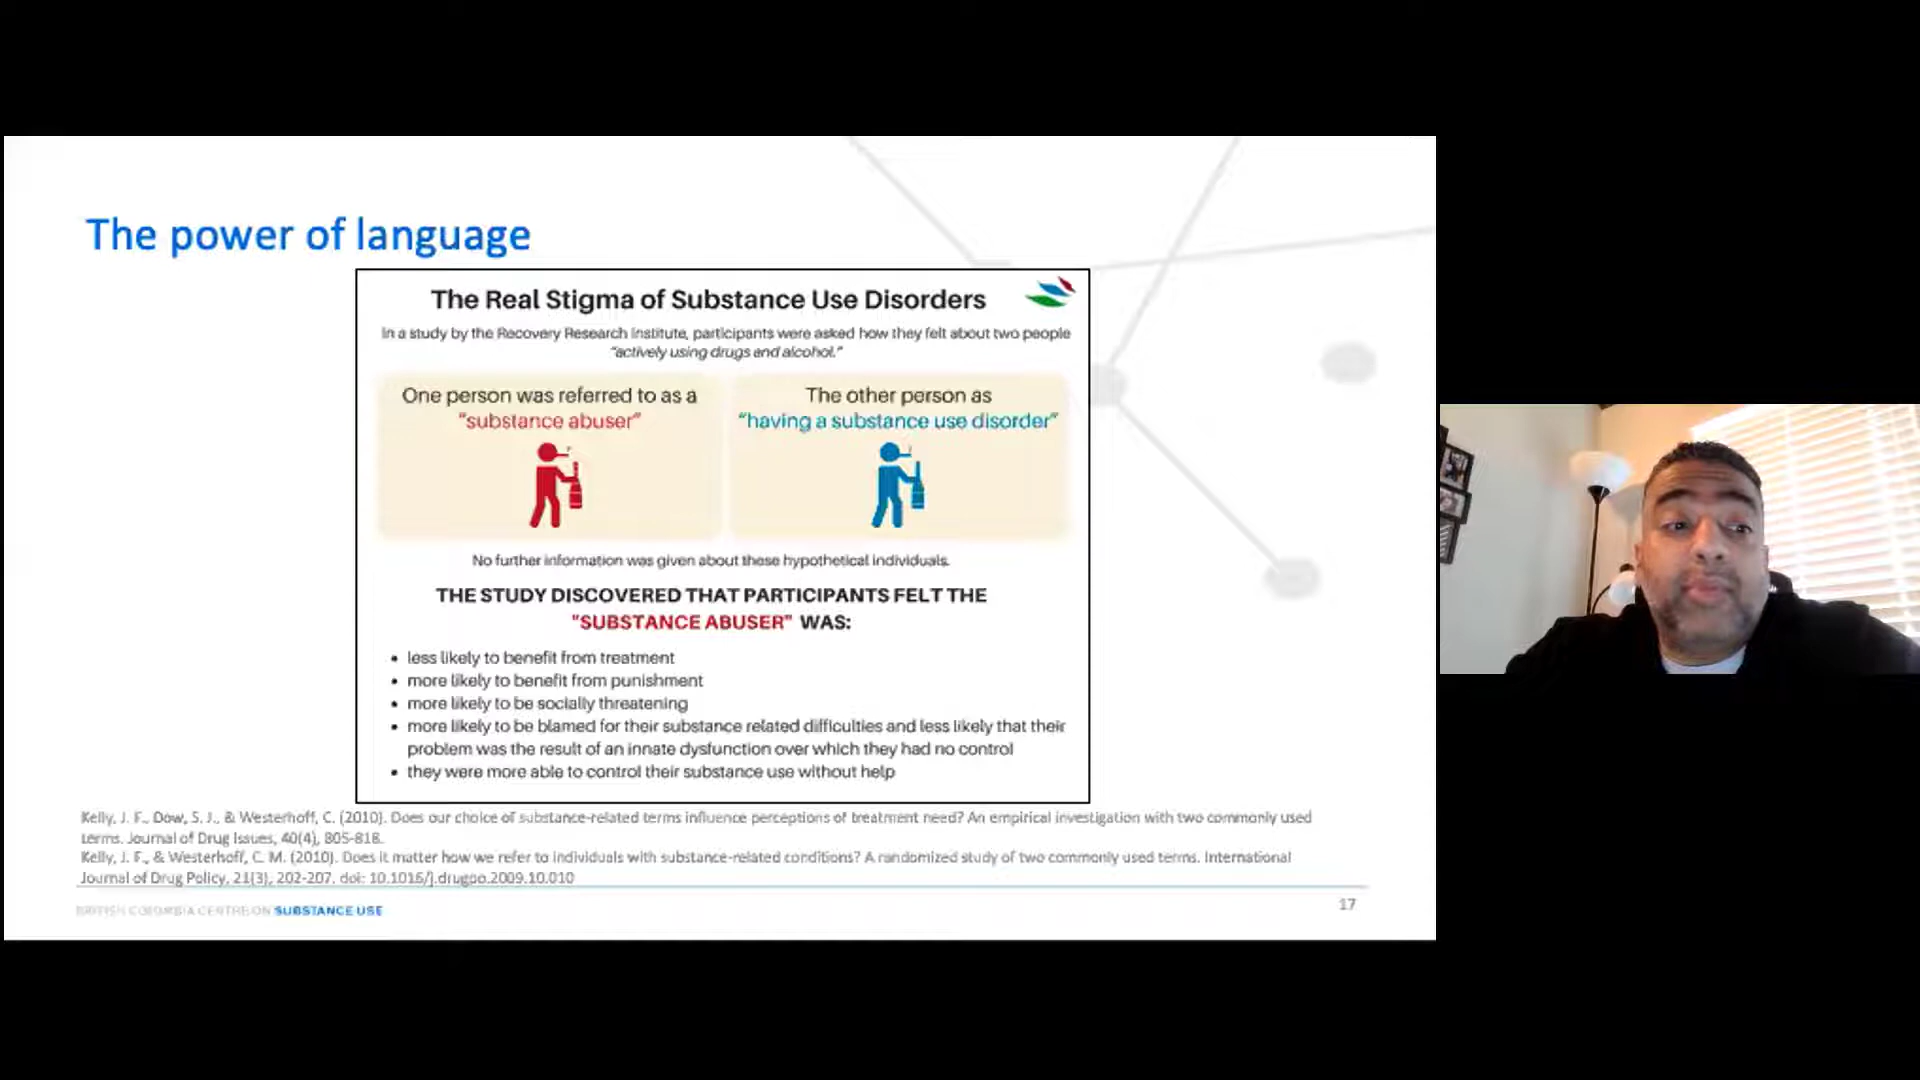 The power of language
The Real Stigma of Substance Use Disorders
In a study by the Recovery Research Institute, participants were asked how they felt about two people
“actively using drugs and alcohol.”
One person was referred to as a
“substance abuser”
The other person as
“having a substance use disorder”
No further information was given about these hypothetical individuals.
THE STUDY DISCOVERED THAT PARTICIPANTS FELT THE
"SUBSTANCE ABUSER" WAS:
• less likely to benefit from treatment
• more likely to benefit from punishment
• more likely to be socially threatening
• more likely to be blamed for their substance related difficulties and less likely that their
problem was the result of an innate dysfunction over which they had no control
• they were more able to control their substance use without help
Kelly, J. F., Dow, S. J., & Westerhoff, C. (2010). Does our choice of substance-related terms influence perceptions of treatment need? An empirical investigation with two commonly used
terms. Journal of Drug Issues, 40(4), 805-818.
Kelly, J. F., & Westerhoff, C. M. (2010). Does it matter how we refer to individuals with substance-related conditions? A randomized study of two commonly used terms. International
Journal of Drug Policy, 21(3), 202-207. doi: 10.1016/j.drugpo.2009.10.010
BRITISH COLUMBIA CENTRE ON SUBSTANCE USE
17